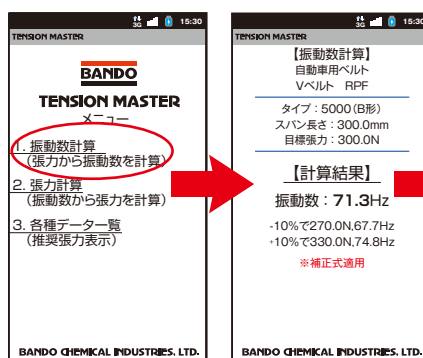 3G 15:30
TENSION MASTER
BANDO
TENSION MASTER
メニュー
1. 振動数計算
(張力から振動数を計算)
2. 張力計算
(振動数から張力を計算)
3. 各種データ一覧
(推奨張力表示)
BANDO CHEMICAL INDUSTRIES. LTD.
3G 15:30
TENSION MASTER
【振動数計算】
自動車用ベルト
Vベルト RPF
タイプ：5000(B形)
スパン長さ：300.0mm
目標張力：300.0N
【計算結果】
振動数：71.3Hz
-10%で270.0N,67.7Hz
+10%で330.0N,74.8Hz
※補正式適用
BANDO CHEMICAL INDUSTRIES. LTD.